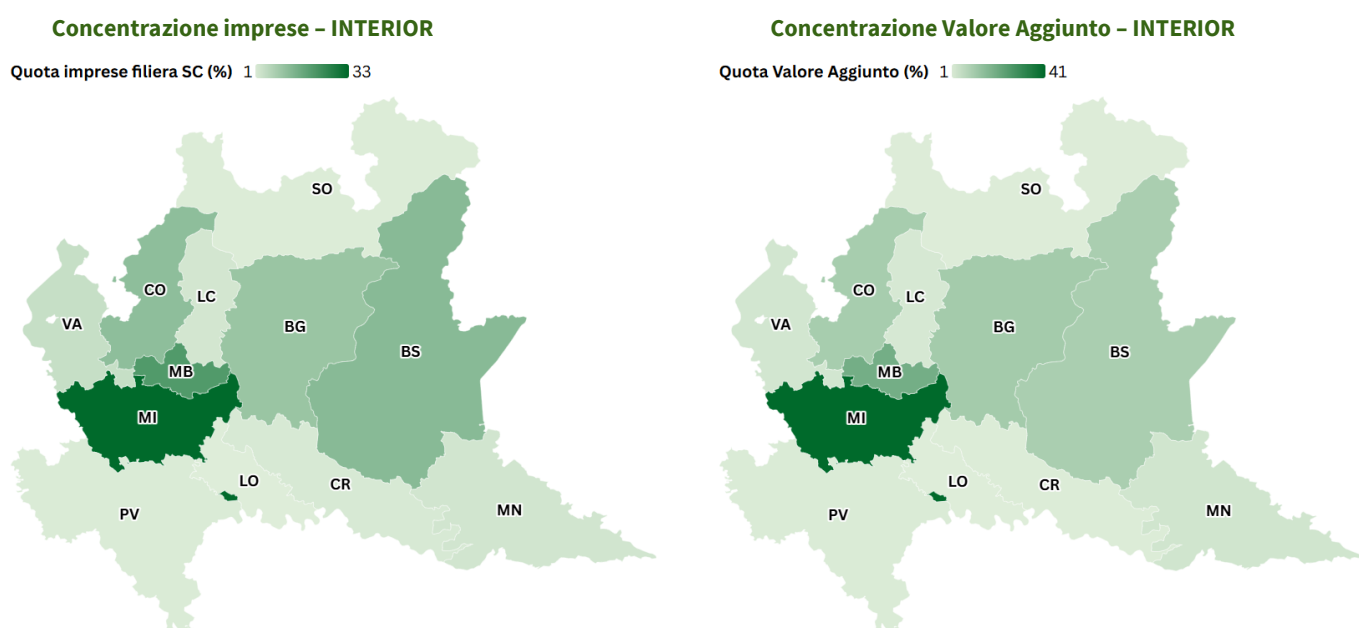 Concentrazione imprese – INTERIOR
Quota imprese filiera SC (%) 1 33
SO
CO
LC
VA
BG
BS
MB
MI
LO
CR
MN
PV
Concentrazione Valore Aggiunto – INTERIOR
Quota Valore Aggiunto (%) 1 41
SO
CO
LC
VA
BG
BS
MB
MI
LO
CR
MN
PV